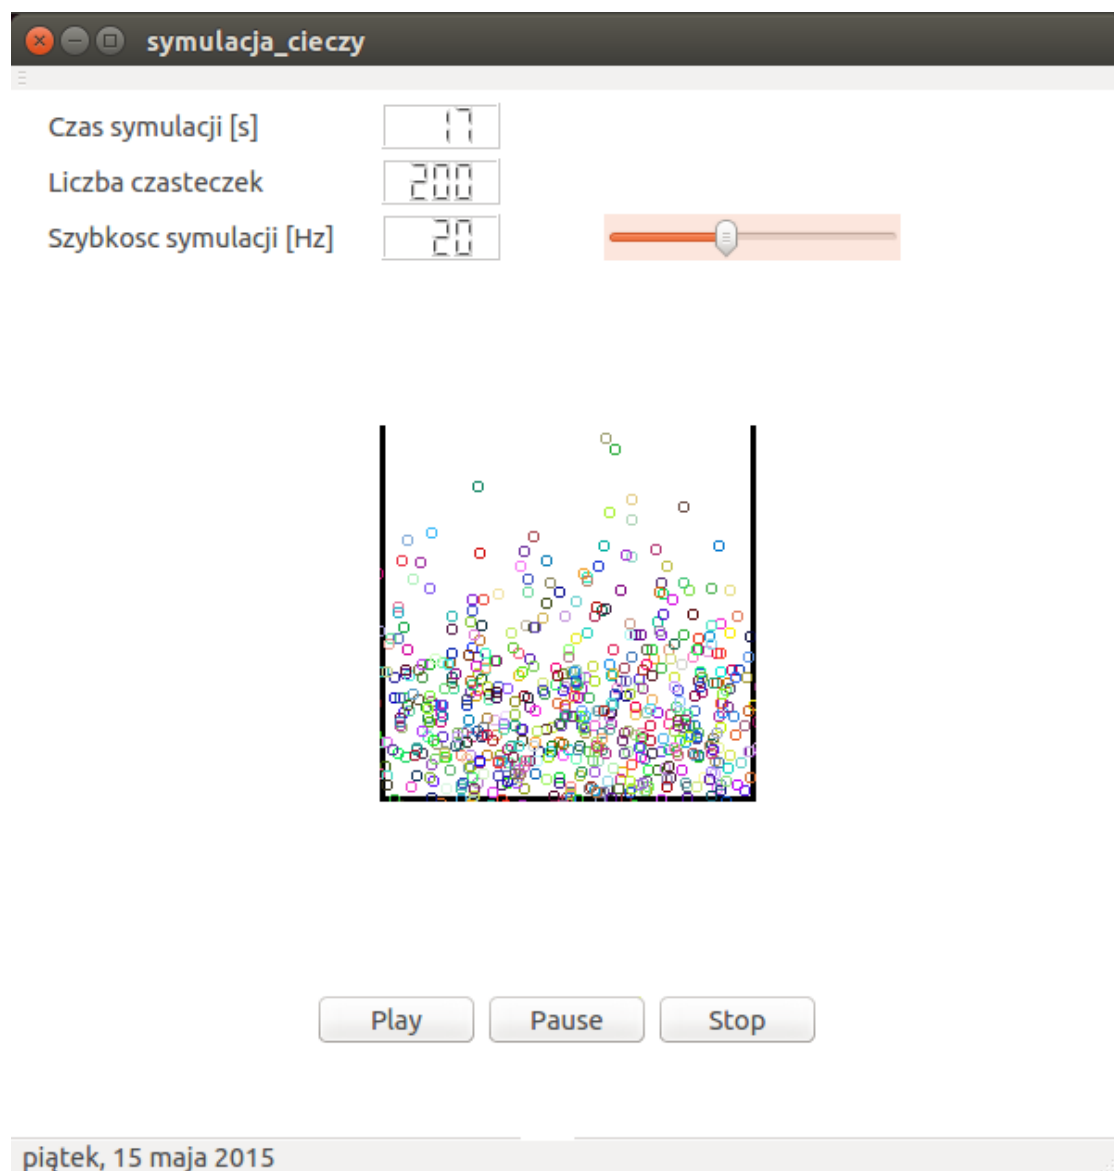 symulacja_cieczy
Czas symulacji [s] 17
Liczba czasteczek 200
Szybkosc symulacji [Hz] 20
Play Pause Stop
piątek, 15 maja 2015